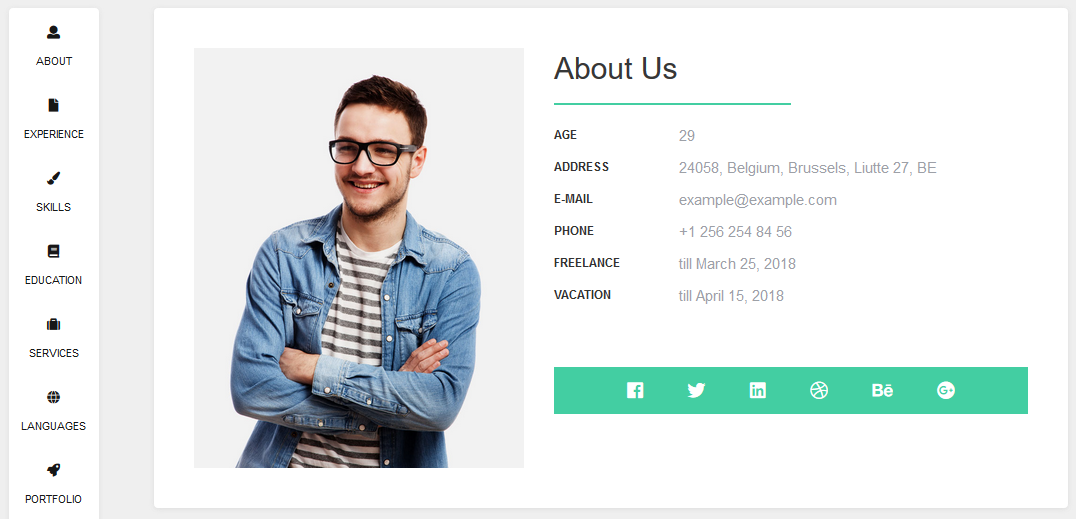 ABOUT
EXPERIENCE
SKILLS
EDUCATION
SERVICES
LANGUAGES
PORTFOLIO
About Us
AGE 29
ADDRESS 24058, Belgium, Brussels, Liutte 27, BE
E-MAIL example@example.com
PHONE +1 256 254 84 56
FREELANCE till March 25, 2018
VACATION till April 15, 2018